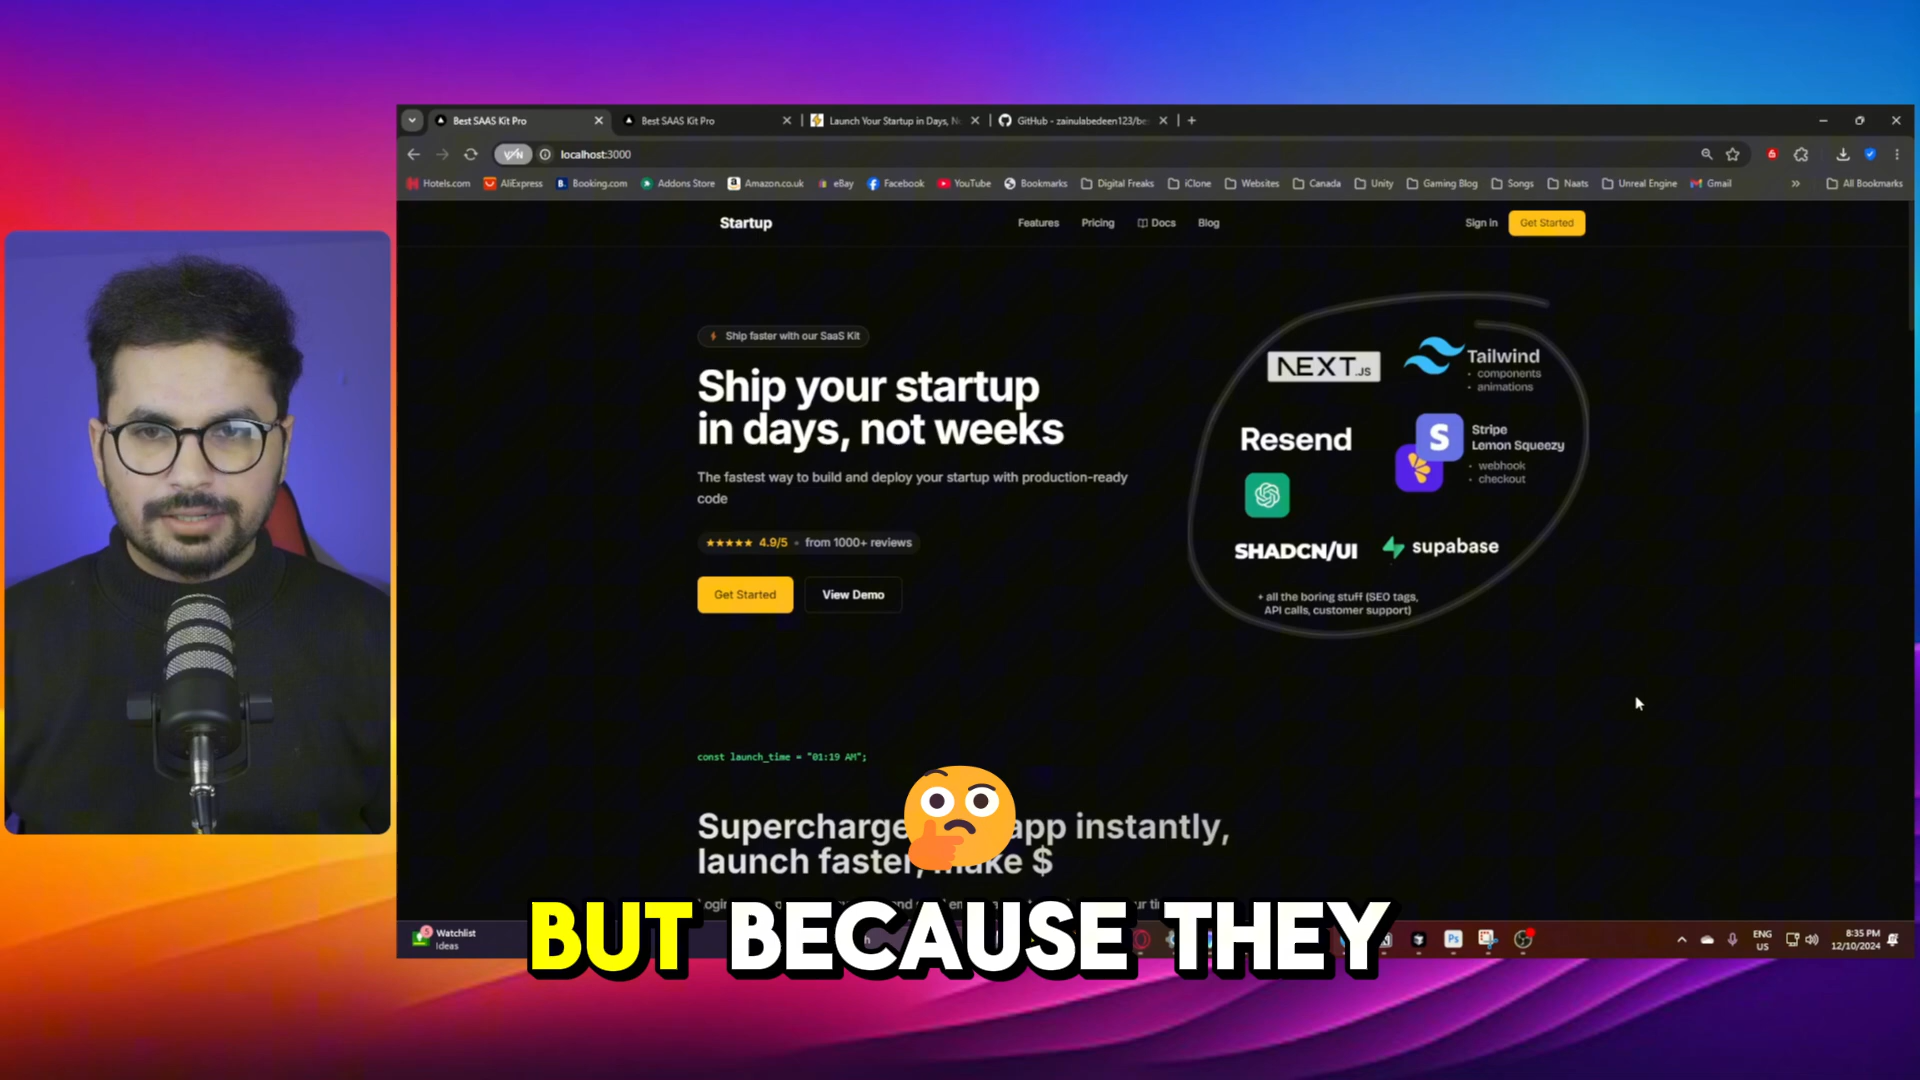 Best SAAS Kit Pro
Best SAAS Kit Pro
Launch Your Startup in Days, N
GitHub - zainulabedeen123/be
VPN
localhost:3000
Hotels.com
AliExpress
Booking.com
Addons Store
Amazon.co.uk
eBay
Facebook
YouTube
Bookmarks
Digital Freaks
iClone
Websites
Canada
Unity
Gaming Blog
Songs
Naats
Unreal Engine
Gmail
All Bookmarks
Startup
Features
Pricing
Docs
Blog
Sign In
Get Started
Ship faster with our SaaS Kit
Ship your startup
in days, not weeks
The fastest way to build and deploy your startup with production-ready
code
★★★★★ 4.9/5 • from 1000+ reviews
Get Started
View Demo
NEXT.JS
Tailwind
• components
• animations
Resend
S
Stripe
Lemon Squeezy
• webhook
• checkout
SHADCN/UI
supabase
+ all the boring stuff (SEO tags,
API calls, customer support)
const launch_time = "01:19 AM";
Supercharge app instantly,
launch faster, make $
BUT BECAUSE THEY
5
Watchlist
Ideas
Ps
ENG
US
8:35 PM
12/10/2024